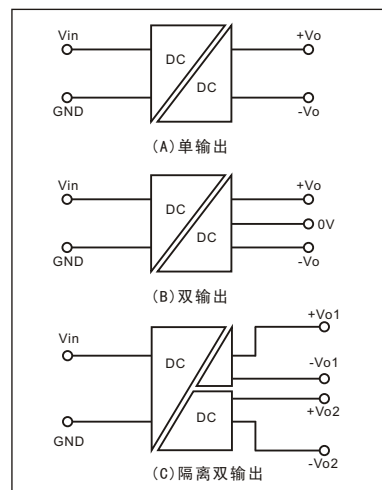 Vin
+Vo
DC
DC
GND
-Vo
(A)单输出
Vin
+Vo
DC
0V
DC
GND
-Vo
(B)双输出
+Vo1
Vin
DC
-Vo1
+Vo2
DC
GND
-Vo2
(C)隔离双输出